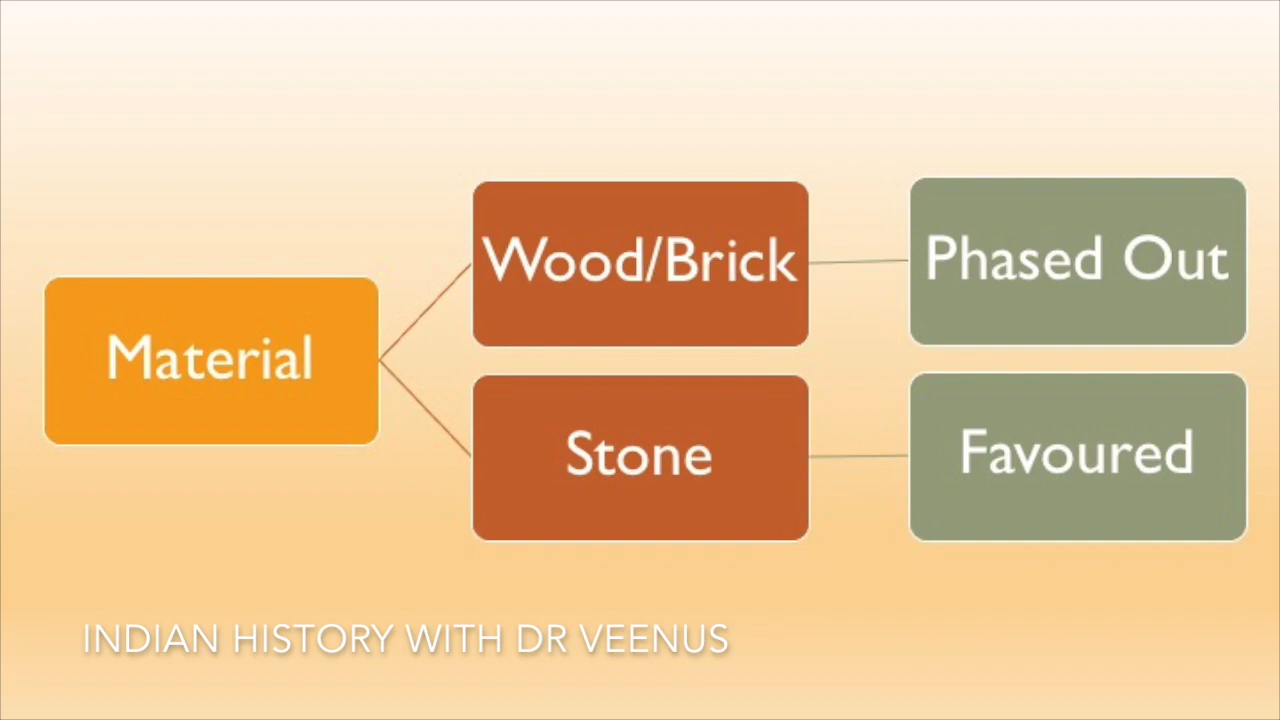 Material
Wood/Brick
Phased Out
Stone
Favoured
INDIAN HISTORY WITH DR VEENUS